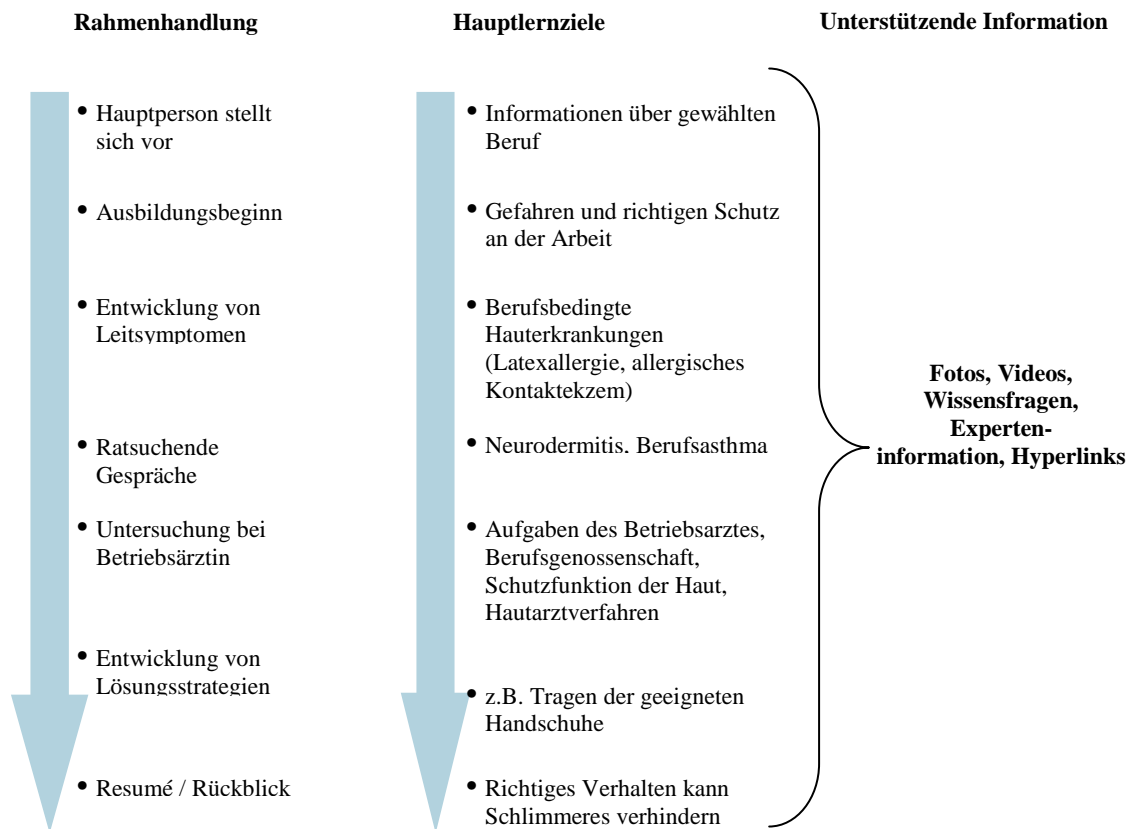 Rahmenhandlung
Hauptlernziele
Unterstützende Information
• Hauptperson stellt
sich vor
• Ausbildungsbeginn
• Entwicklung von
Leitsymptomen
• Ratsuchende
Gespräche
• Untersuchung bei
Betriebsärztin
• Entwicklung von
Lösungsstrategien
• Resumé / Rückblick
• Informationen über gewählten
Beruf
• Gefahren und richtigen Schutz
an der Arbeit
• Berufsbedingte
Hauterkrankungen
(Latexallergie, allergisches
Kontaktekzem)
• Neurodermitis. Berufsasthma
• Aufgaben des Betriebsarztes,
Berufsgenossenschaft,
Schutzfunktion der Haut,
Hautarztverfahren
• z.B. Tragen der geeigneten
Handschuhe
• Richtiges Verhalten kann
Schlimmeres verhindern
Fotos, Videos,
Wissensfragen,
Experten-
information, Hyperlinks